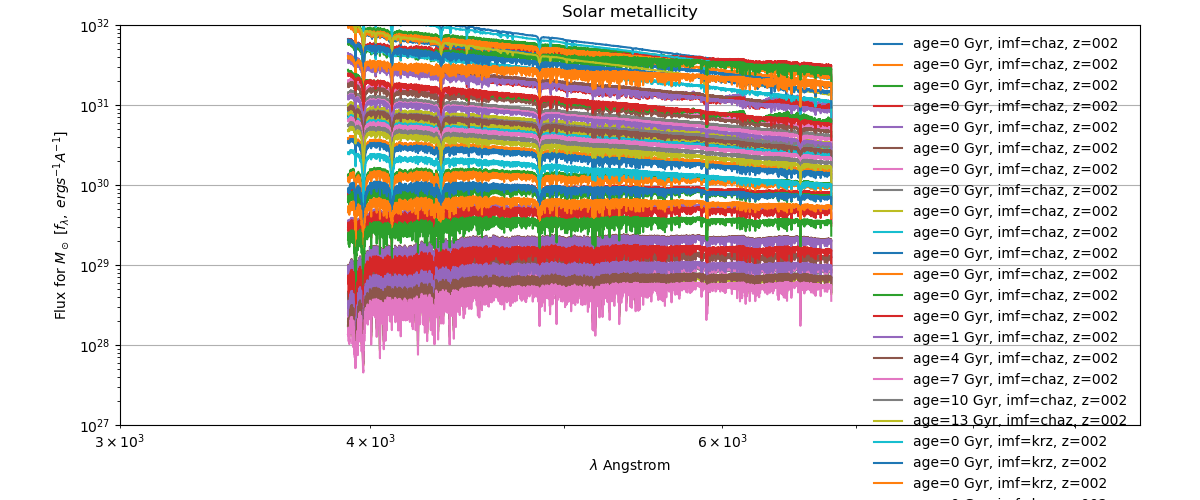 Solar metallicity
10^32
10^31
10^30
10^29
10^28
10^27
Flux for M_⊙ [f_λ, ergs^−1 A^−1]
3 × 10^3
4 × 10^3
6 × 10^3
λ Angstrom
age=0 Gyr, imf=chaz, z=002
age=0 Gyr, imf=chaz, z=002
age=0 Gyr, imf=chaz, z=002
age=0 Gyr, imf=chaz, z=002
age=0 Gyr, imf=chaz, z=002
age=0 Gyr, imf=chaz, z=002
age=0 Gyr, imf=chaz, z=002
age=0 Gyr, imf=chaz, z=002
age=0 Gyr, imf=chaz, z=002
age=0 Gyr, imf=chaz, z=002
age=0 Gyr, imf=chaz, z=002
age=0 Gyr, imf=chaz, z=002
age=0 Gyr, imf=chaz, z=002
age=0 Gyr, imf=chaz, z=002
age=1 Gyr, imf=chaz, z=002
age=4 Gyr, imf=chaz, z=002
age=7 Gyr, imf=chaz, z=002
age=10 Gyr, imf=chaz, z=002
age=13 Gyr, imf=chaz, z=002
age=0 Gyr, imf=krz, z=002
age=0 Gyr, imf=krz, z=002
age=0 Gyr, imf=krz, z=002